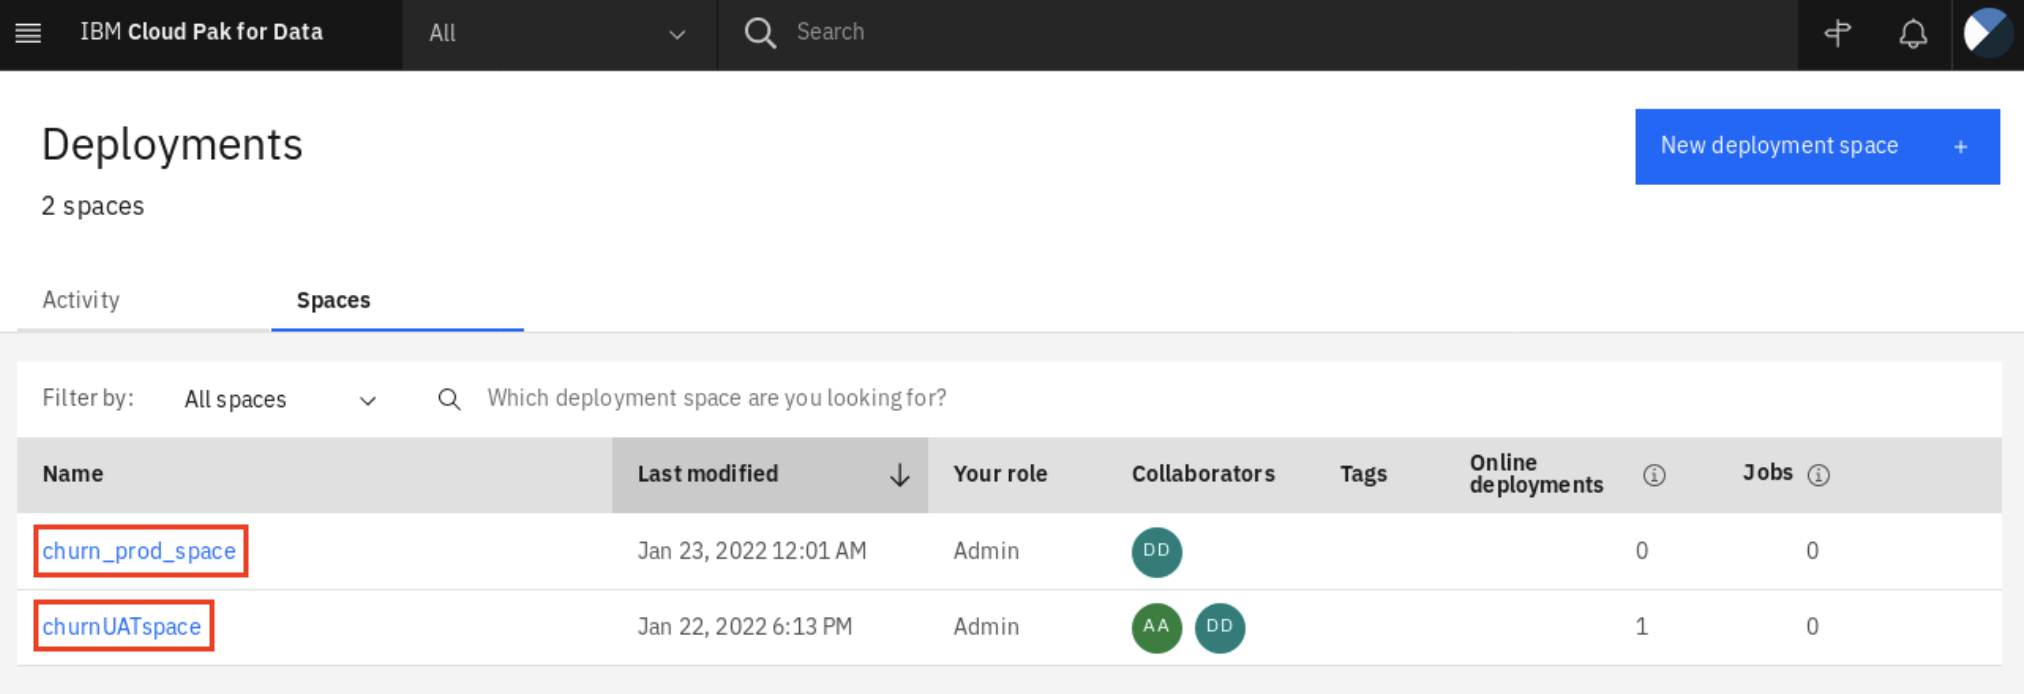 IBM Cloud Pak for Data
All
Search
Deployments
New deployment space +
2 spaces
Activity
Spaces
Filter by:
All spaces
Which deployment space are you looking for?
Name
Last modified
Your role
Collaborators
Tags
Online
deployments
Jobs
churn_prod_space
Jan 23, 2022 12:01 AM
Admin
DD
0
0
churnUATspace
Jan 22, 2022 6:13 PM
Admin
AA
DD
1
0